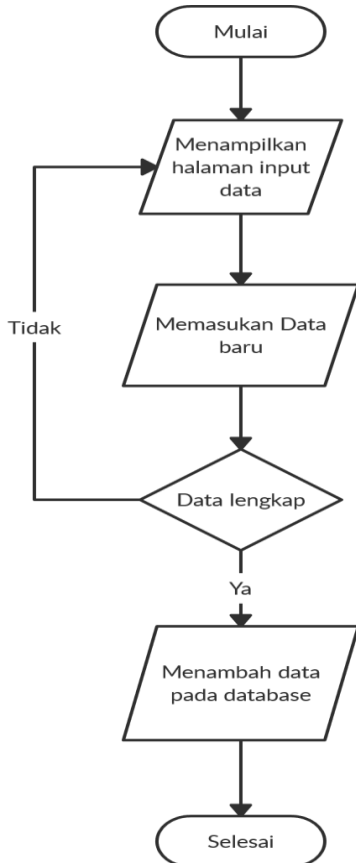 Mulai
Menampilkan
halaman input
data
Memasukan Data
baru
Tidak
Data lengkap
Ya
Menambah data
pada database
Selesai